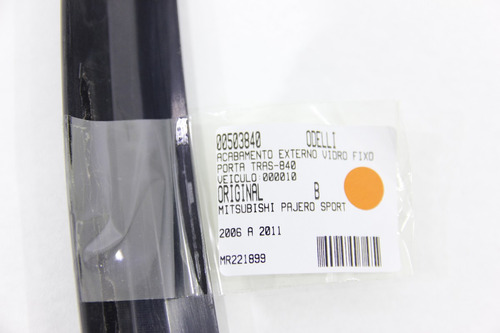 00503840 ODELLI
ACABAMENTO EXTERNO VIDRO FIXO
PORTA TRAS-840
VEICULO 000010
ORIGINAL B
MITSUBISHI PAJERO SPORT
2006 A 2011
MR221899